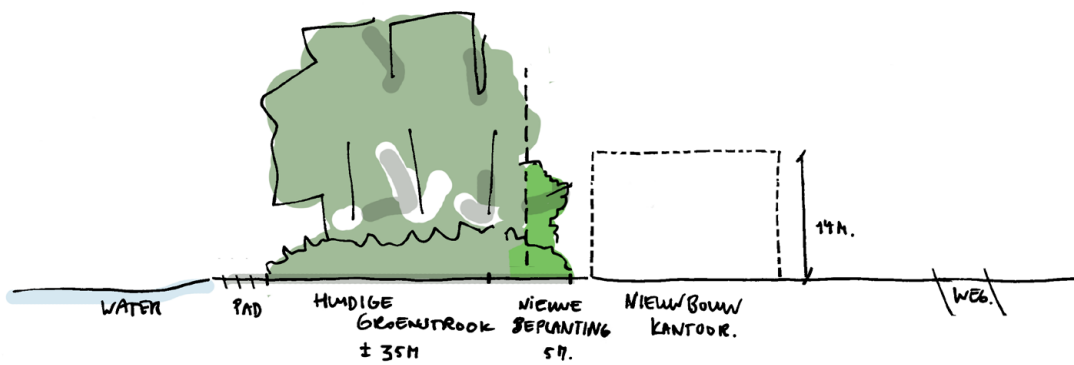 14M.
WATER
PAD
HUIDIGE
GROENSTROOK
± 35M
NIEUWE
BEPLANTING
5M.
NIEUWBOUW
KANTOOR.
WEG.